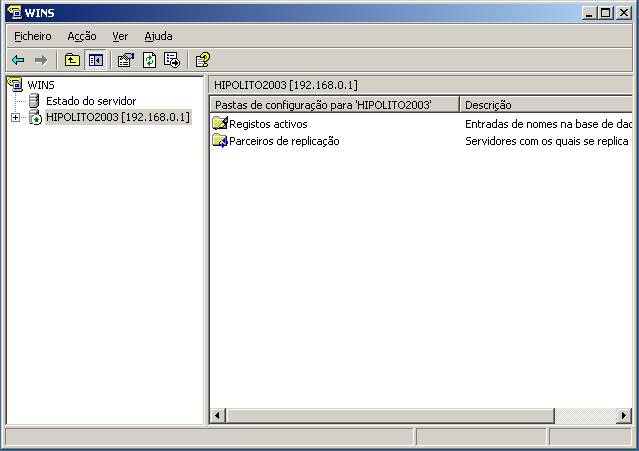 WINS
Ficheiro Acção Ver Ajuda
WINS
Estado do servidor
HIPOLITO2003 [192.168.0.1]
HIPOLITO2003 [192.168.0.1]
Pastas de configuração para 'HIPOLITO2003' Descrição
Registos activos Entradas de nomes na base de dad
Parceiros de replicação Servidores com os quais se replica